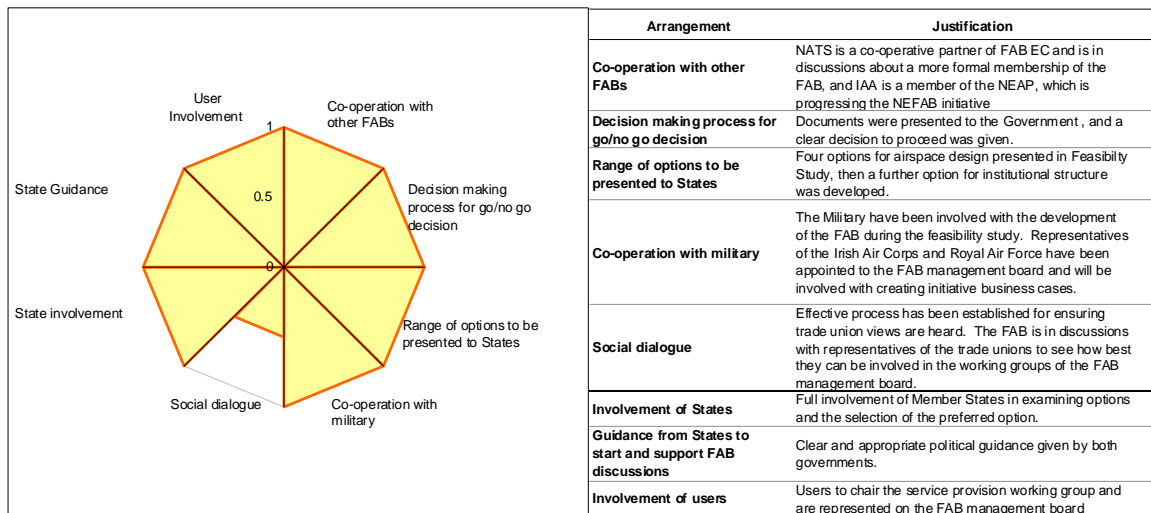 User
Involvement
Co-operation with
other FABs
1
State Guidance
0.5
Decision making
process for go/no go
decision
0
State involvement
Range of options to be
presented to States
Social dialogue
Co-operation with
military
Arrangement
Justification
Co-operation with other
FABs
NATS is a co-operative partner of FAB EC and is in
discussions about a more formal membership of the
FAB, and IAA is a member of the NEAP, which is
progressing the NEFAB initiative
Decision making process for
go/no go decision
Documents were presented to the Government , and a
clear decision to proceed was given.
Range of options to be
presented to States
Four options for airspace design presented in Feasibilty
Study, then a further option for institutional structure
was developed.
Co-operation with military
The Military have been involved with the development
of the FAB during the feasibility study.  Representatives
of the Irish Air Corps and Royal Air Force have been
appointed to the FAB management board and will be
involved with creating initiative business cases.
Social dialogue
Effective process has been established for ensuring
trade union views are heard.  The FAB is in discussions
with representatives of the trade unions to see how best
they can be involved in the working groups of the FAB
management board.
Involvement of States
Full involvement of Member States in examining options
and the selection of the preferred option.
Guidance from States to
start and support FAB
discussions
Clear and appropriate political guidance given by both
governments.
Involvement of users
Users to chair the service provision working group and
are represented on the FAB management board